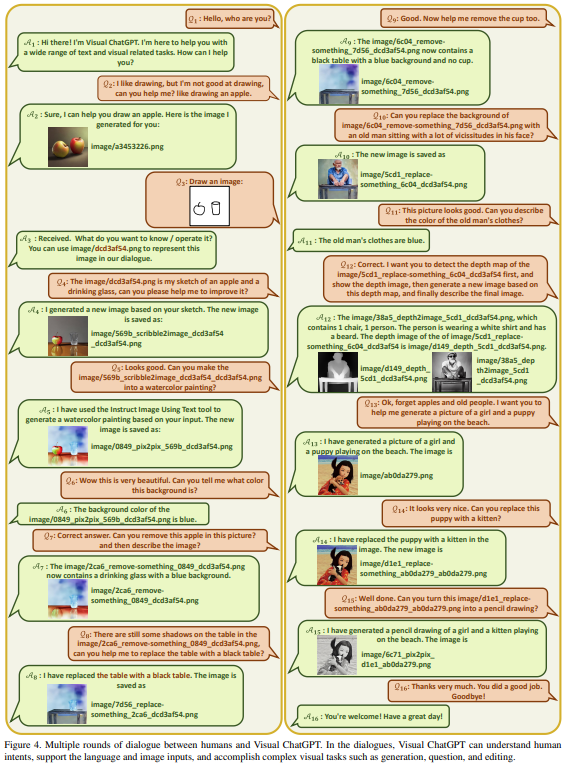 Q1 : Hello, who are you?
A1 : Hi there! I'm Visual ChatGPT. I'm here to help you
with a wide range of text and visual related tasks. How can I help
you?
Q2 : I like drawing, but I'm not good at drawing,
can you help me? like drawing an apple.
A2 : Sure, I can help you draw an apple. Here is the image I
generated for you:
image/a3453226.png
Q3 : Draw an image:
A3 : Received. What do you want to know / operate it?
You can use image/dcd3af54.png to represent this
image in our dialogue.
Q4 : The image/dcd3af54.png is my sketch of an apple and a
drinking glass, can you please help me to improve it?
A4 : I generated a new image based on your sketch. The new
image is saved as:
image/569b_scribble2image_dcd3af54
_dcd3af54.png
Q5 : Looks good. Can you make the
image/569b_scribble2image_dcd3af54_dcd3af54.png
into a watercolor painting?
A5 : I have used the Instruct Image Using Text tool to
generate a watercolor painting based on your input. The new
image is saved as:
image/0849_pix2pix_569b_dcd3af54.png
Q6 : Wow this is very beautiful. Can you tell me what color
this background is?
A6 : The background color of the
image/0849_pix2pix_569b_dcd3af54.png is blue.
Q7 : Correct answer. Can you remove this apple in this picture?
and then describe the image?
A7 : The image/2ca6_remove-something_0849_dcd3af54.png
now contains a drinking glass with a blue background.
image/2ca6_remove-
something_0849_dcd3af54.png
Q8 : There are still some shadows on the table in the
image/2ca6_remove-something_0849_dcd3af54.png,
can you help me to replace the table with a black table?
A8 : I have replaced the table with a black table. The image is
saved as
image/7d56_replace-
something_2ca6_dcd3af54.png
Q9 : Good. Now help me remove the cup too.
A9 : The image/6c04_remove-
something_7d56_dcd3af54.png now contains a
black table with a blue background and no cup.
image/6c04_remove-
something_7d56_dcd3af54.png
Q10 : Can you replace the background of
image/6c04_remove-something_7d56_dcd3af54.png with
an old man sitting with a lot of vicissitudes in his face?
A10 : The new image is saved as
image/5cd1_replace-
something_6c04_dcd3af54.png
Q11 : This picture looks good. Can you describe
the color of the old man's clothes?
A11 : The old man's clothes are blue.
Q12 : Correct. I want you to detect the depth map of the
image/5cd1_replace-something_6c04_dcd3af54 first, and
show the depth image, then generate a new image based on
this depth map, and finally describe the final image.
A12 : The image/38a5_depth2image_5cd1_dcd3af54.png, which
contains 1 chair, 1 person. The person is wearing a white shirt and has
a beard. The depth image of the of image/5cd1_replace-
something_6c04_dcd3af54 is image/d149_depth_5cd1_dcd3af54.png.
image/d149_depth_
5cd1_dcd3af54.png
image/38a5_dep
th2image_5cd1
_dcd3af54.png
Q13 : Ok, forget apples and old people. I want you to
help me generate a picture of a girl and a puppy
playing on the beach.
A13 : I have generated a picture of a girl and
a puppy playing on the beach. The image is
image/ab0da279.png
Q14 : It looks very nice. Can you replace this
puppy with a kitten?
A14 : I have replaced the puppy with a kitten in the
image. The new image is
image/d1e1_replace-
something_ab0da279_ab0da279.png
Q15 : Well done. Can you turn this image/d1e1_replace-
something_ab0da279_ab0da279.png into a pencil drawing?
A15 : I have generated a pencil drawing of a girl and a kitten playing
on the beach. The image is
image/6c71_pix2pix_
d1e1_ab0da279.png
Q16 : Thanks very much. You did a good job.
Goodbye!
A16 : You're welcome! Have a great day!
Figure 4. Multiple rounds of dialogue between humans and Visual ChatGPT. In the dialogues, Visual ChatGPT can understand human
intents, support the language and image inputs, and accomplish complex visual tasks such as generation, question, and editing.